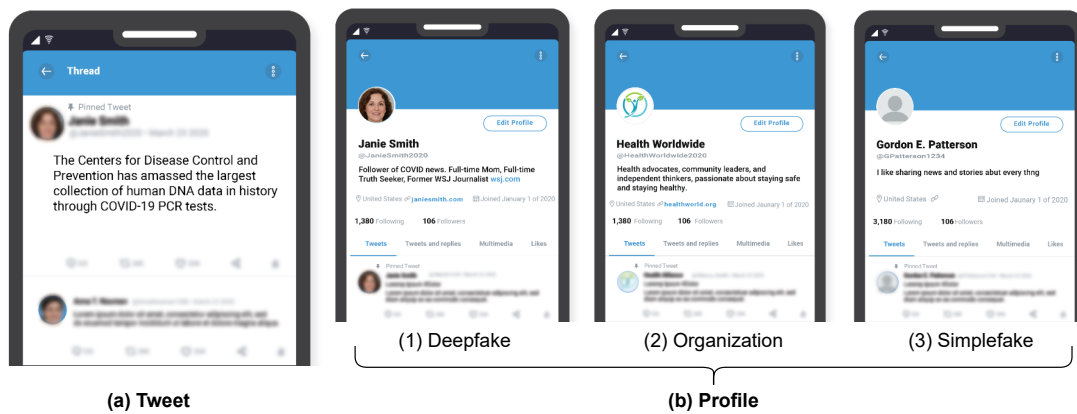 Thread
Pinned Tweet
Janie Smith
The Centers for Disease Control and
Prevention has amassed the largest
collection of human DNA data in history
through COVID-19 PCR tests.
(a) Tweet
Edit Profile
Janie Smith
@JanieSmith2020
Follower of COVID news. Full-time Mom, Full-time
Truth Seeker, Former WSJ Journalist wsj.com
United States janiesmith.com Joined January 1 of 2020
1,380 Following 106 Followers
Tweets Tweets and replies Multimedia Likes
Pinned Tweet
(1) Deepfake
Edit Profile
Health Worldwide
@HealthWorldwide2020
Health advocates, community leaders, and
independent thinkers, passionate about staying safe
and staying healthy.
United States healthworld.org Joined Jaunary 1 of 2020
1,380 Following 106 Followers
Tweets Tweets and replies Multimedia Likes
Pinned Tweet
(2) Organization
Edit Profile
Gordon E. Patterson
@GPatterson1234
I like sharing news and stories abut every thng
United States Joined Jaunary 1 of 2020
3,180 Following 106 Followers
Tweets Tweets and replies Multimedia Likes
Pinned Tweet
(3) Simplefake
(b) Profile